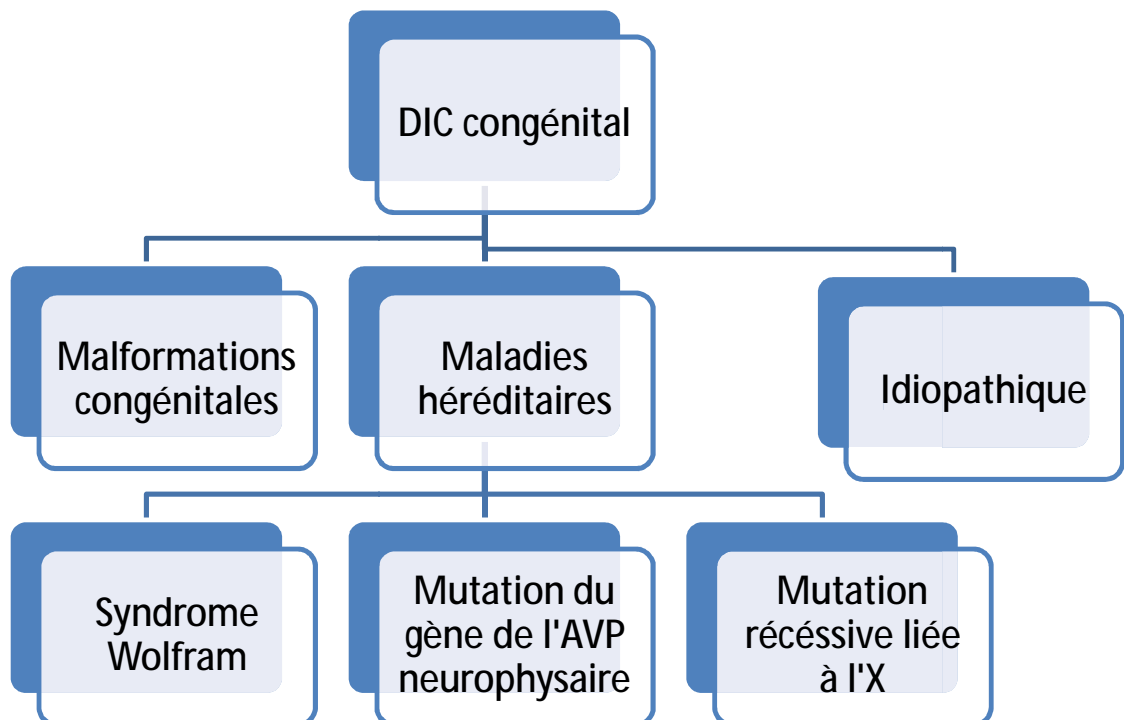 DIC congénital
Malformations
congénitales
Maladies
héréditaires
Idiopathique
Syndrome
Wolfram
Mutation du
gène de l'AVP
neurophysaire
Mutation
récéssive liée
à l'X